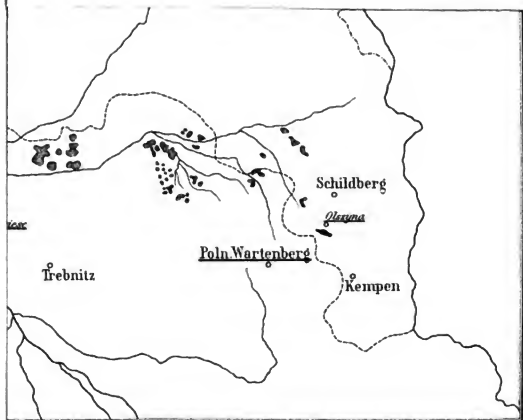 Schildberg
Olszyna
Poln. Wartenberg
Trebnitz
Kempen